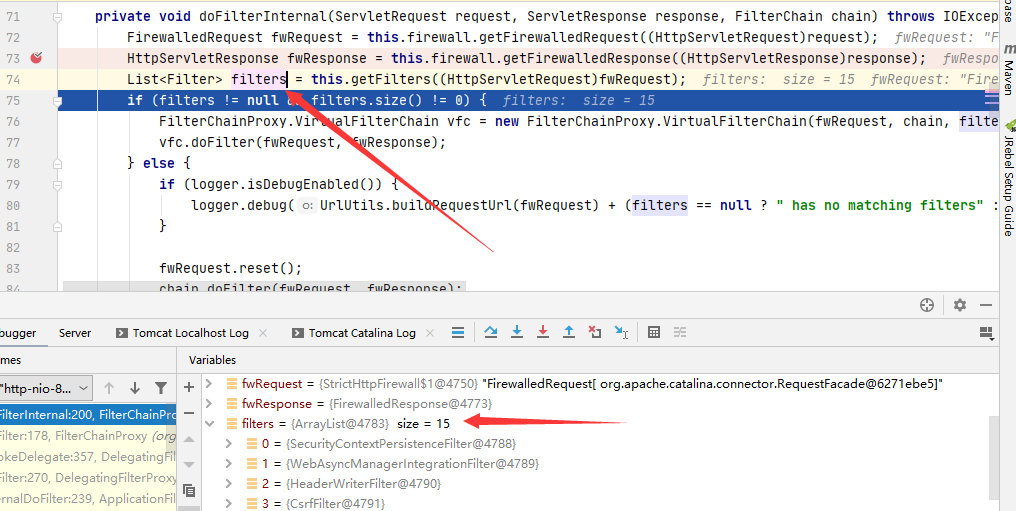 71 private void doFilterInternal(ServletRequest request, ServletResponse response, FilterChain chain) throws IOExcep
72 FirewalledRequest fwRequest = this.firewall.getFirewalledRequest((HttpServletRequest)request); fwRequest: "F
73 HttpServletResponse fwResponse = this.firewall.getFirewalledResponse((HttpServletResponse)response); fwRespon
74 List<Filter> filters = this.getFilters((HttpServletRequest)fwRequest); filters: size = 15 fwRequest: "Fire
75 if (filters != null && filters.size() != 0) { filters: size = 15
76 FilterChainProxy.VirtualFilterChain vfc = new FilterChainProxy.VirtualFilterChain(fwRequest, chain, filte
77 vfc.doFilter(fwRequest, fwResponse);
78 } else {
79 if (logger.isDebugEnabled()) {
80 logger.debug( o: UrlUtils.buildRequestUrl(fwRequest) + (filters == null ? " has no matching filters" :
81 }
82
83 fwRequest.reset();
84 chain.doFilter(fwRequest, fwResponse);
base
m Maven
JRebel Setup Guide
bugger Server Tomcat Localhost Log Tomcat Catalina Log
mes Variables
"http-nio-8...
FilterInternal:200, FilterChainPro
Filter:178, FilterChainProxy (org
okeDelegate:357, DelegatingF
Filter:270, DelegatingFilterProxy
ernalDoFilter:239, ApplicationF
fwRequest = {StrictHttpFirewall$1@4750} "FirewalledRequest[ org.apache.catalina.connector.RequestFacade@6271ebe5]"
fwResponse = {FirewalledResponse@4773}
filters = {ArrayList@4783} size = 15
0 = {SecurityContextPersistenceFilter@4788}
1 = {WebAsyncManagerIntegrationFilter@4789}
2 = {HeaderWriterFilter@4790}
3 = {CsrfFilter@4791}